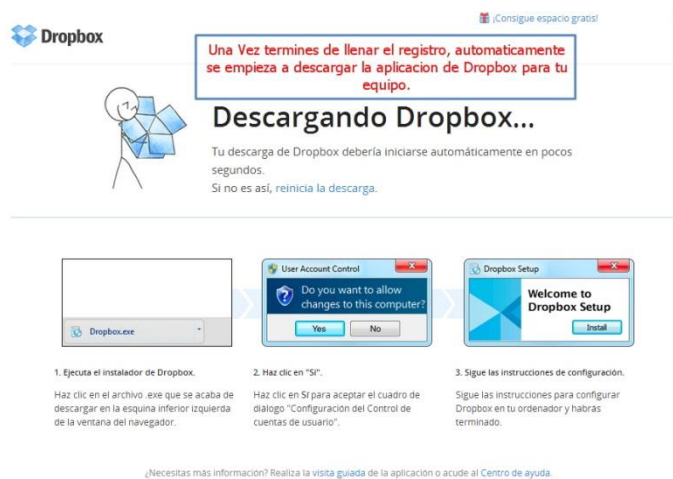 ¡Consigue espacio gratis!
Dropbox
Una Vez termines de llenar el registro, automaticamente
se empieza a descargar la aplicacion de Dropbox para tu
equipo.
Descargando Dropbox...
Tu descarga de Dropbox debería iniciarse automáticamente en pocos
segundos.
Si no es así, reinicia la descarga.
Dropbox.exe
User Account Control
Do you want to allow
changes to this computer?
Yes
No
Dropbox Setup
Welcome to
Dropbox Setup
Install
1. Ejecuta el instalador de Dropbox.
Haz clic en el archivo .exe que se acaba de
descargar en la esquina inferior izquierda
de la ventana del navegador.
2. Haz clic en "Sí".
Haz clic en Sí para aceptar el cuadro de
diálogo "Configuración del Control de
cuentas de usuario".
3. Sigue las instrucciones de configuración.
Sigue las instrucciones para configurar
Dropbox en tu ordenador y habrás
terminado.
¿Necesitas más información? Realiza la visita guiada de la aplicación o acude al Centro de ayuda.